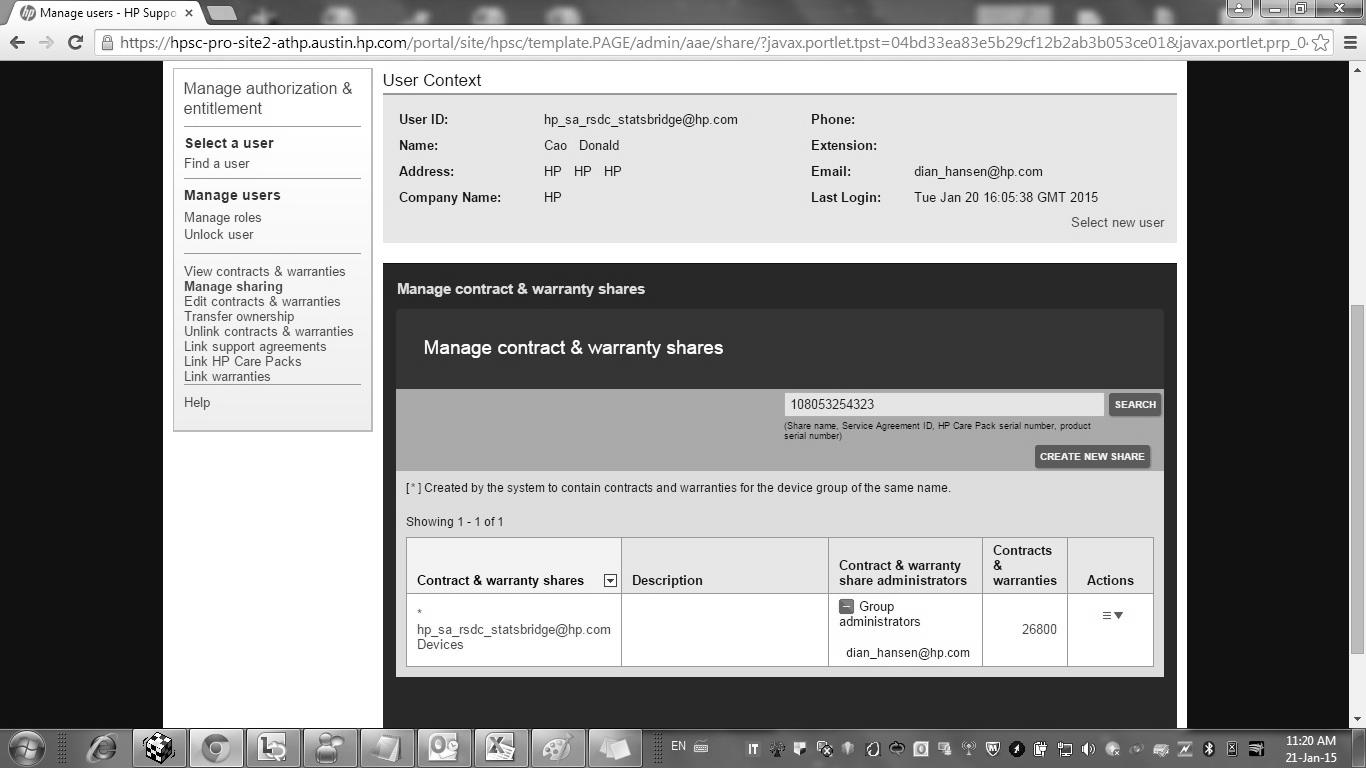 Manage users - HP Suppo
https://hpsc-pro-site2-athp.austin.hp.com/portal/site/hpsc/template.PAGE/admin/aae/share/?javax.portlet.tpst=04bd33ea83e5b29cf12b2ab3b053ce01&javax.portlet.prp_0
Manage authorization &
entitlement
Select a user
Find a user
Manage users
Manage roles
Unlock user
View contracts & warranties
Manage sharing
Edit contracts & warranties
Transfer ownership
Unlink contracts & warranties
Link support agreements
Link HP Care Packs
Link warranties
Help
User Context
User ID: hp_sa_rsdc_statsbridge@hp.com Phone:
Name: Cao Donald Extension:
Address: HP HP HP Email: dian_hansen@hp.com
Company Name: HP Last Login: Tue Jan 20 16:05:38 GMT 2015
Select new user
Manage contract & warranty shares
Manage contract & warranty shares
108053254323 SEARCH
(Share name, Service Agreement ID, HP Care Pack serial number, product
serial number)
CREATE NEW SHARE
[ * ] Created by the system to contain contracts and warranties for the device group of the same name.
Showing 1 - 1 of 1
Contract & warranty shares
Description
Contract & warranty
share administrators
Contracts
&
warranties
Actions
*
hp_sa_rsdc_statsbridge@hp.com
Devices
Group
administrators
dian_hansen@hp.com
26800
EN
IT
11:20 AM
21-Jan-15